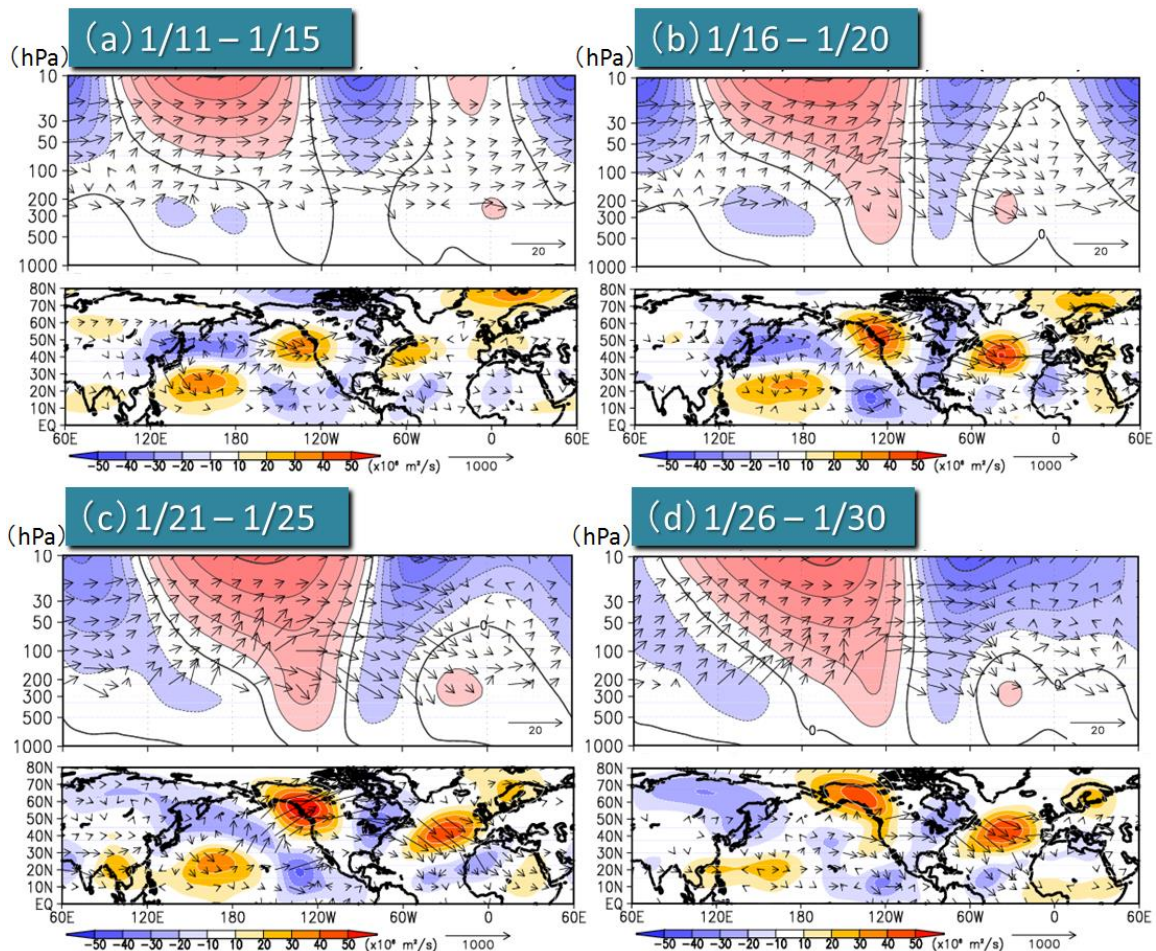 (a) 1/11 – 1/15
(hPa)
10
30
50
100
200
300
500
1000
20
80N
70N
60N
50N
40N
30N
20N
10N
EQ
60E 120E 180 120W 60W 0 60E
-50 -40 -30 -20 -10 10 20 30 40 50 (x10⁶ m²/s) 1000
(b) 1/16 – 1/20
(hPa)
10
30
50
100
200
300
500
1000
0
0
20
80N
70N
60N
50N
40N
30N
20N
10N
EQ
60E 120E 180 120W 60W 0 60E
-50 -40 -30 -20 -10 10 20 30 40 50 (x10⁶ m²/s) 1000
(c) 1/21 – 1/25
(hPa)
10
30
50
100
200
300
500
1000
0
20
80N
70N
60N
50N
40N
30N
20N
10N
EQ
60E 120E 180 120W 60W 0 60E
-50 -40 -30 -20 -10 10 20 30 40 50 (x10⁶ m²/s) 1000
(d) 1/26 – 1/30
(hPa)
10
30
50
100
200
300
500
1000
0
0
20
80N
70N
60N
50N
40N
30N
20N
10N
EQ
60E 120E 180 120W 60W 0 60E
-50 -40 -30 -20 -10 10 20 30 40 50 (x10⁶ m²/s) 1000